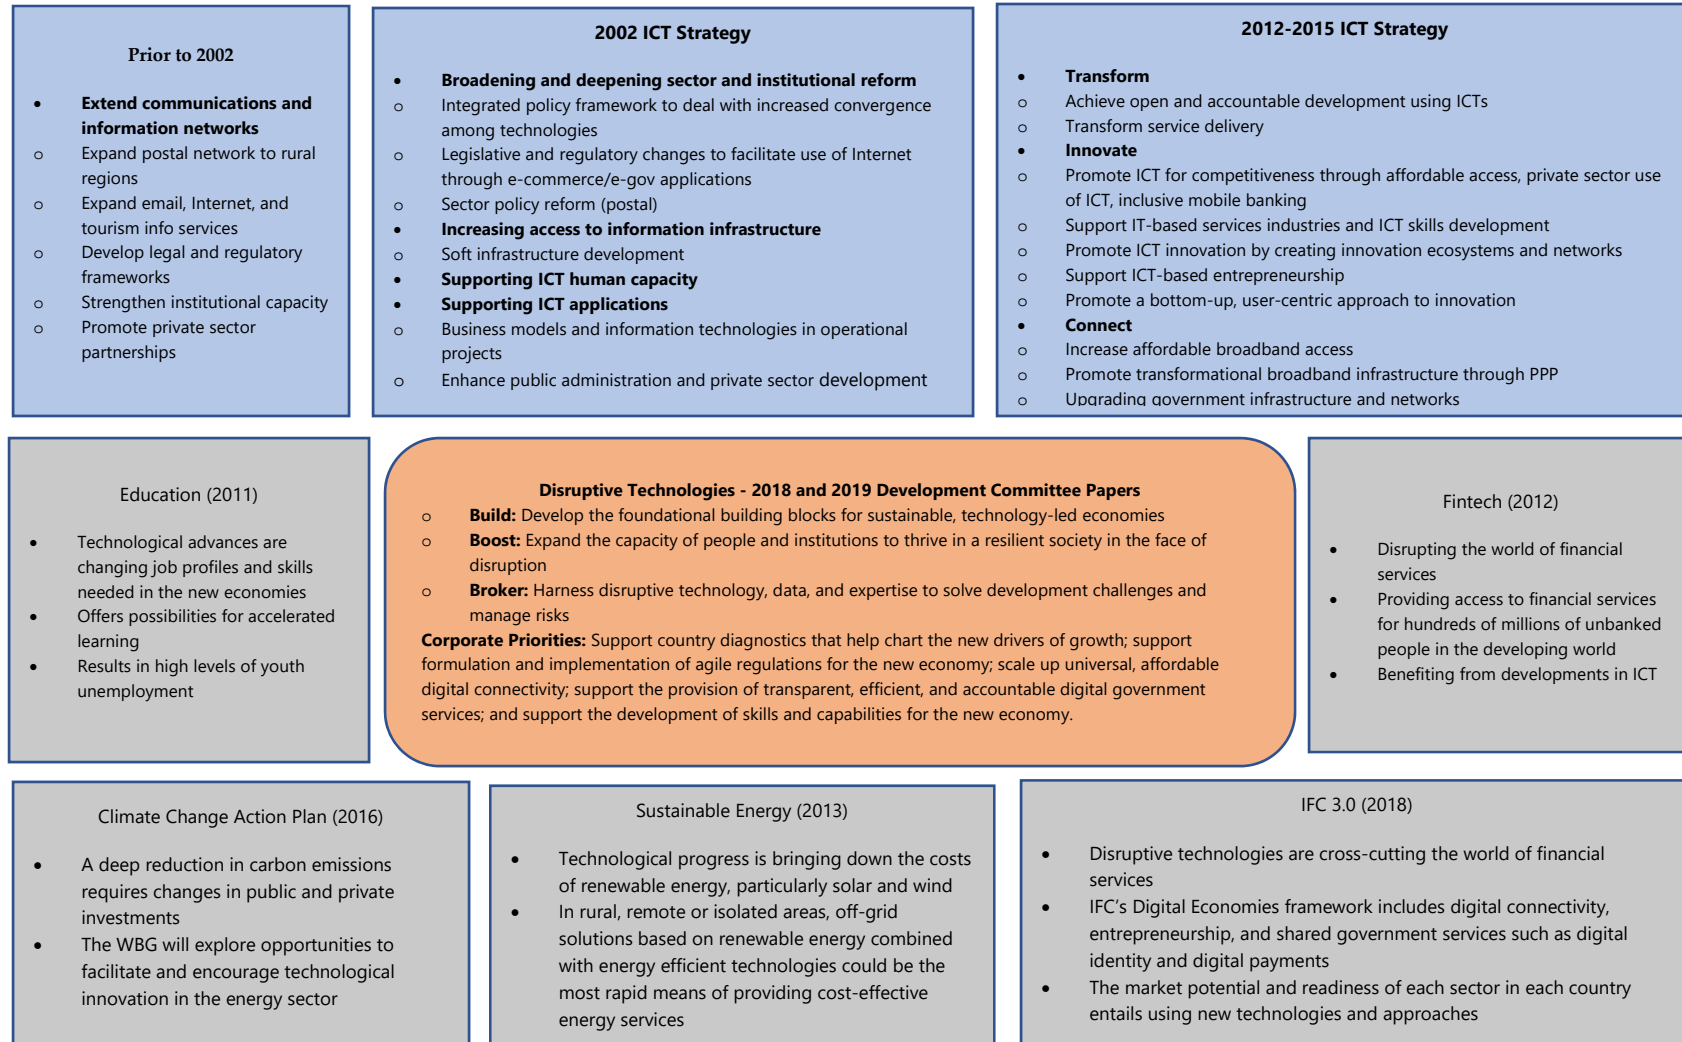 Prior to 2002
• Extend communications and
information networks
o Expand postal network to rural
regions
o Expand email, Internet, and
tourism info services
o Develop legal and regulatory
frameworks
o Strengthen institutional capacity
o Promote private sector
partnerships
2002 ICT Strategy
• Broadening and deepening sector and institutional reform
o Integrated policy framework to deal with increased convergence
among technologies
o Legislative and regulatory changes to facilitate use of Internet
through e-commerce/e-gov applications
o Sector policy reform (postal)
• Increasing access to information infrastructure
o Soft infrastructure development
• Supporting ICT human capacity
• Supporting ICT applications
o Business models and information technologies in operational
projects
o Enhance public administration and private sector development
2012-2015 ICT Strategy
• Transform
o Achieve open and accountable development using ICTs
o Transform service delivery
• Innovate
o Promote ICT for competitiveness through affordable access, private sector use
of ICT, inclusive mobile banking
o Support IT-based services industries and ICT skills development
o Promote ICT innovation by creating innovation ecosystems and networks
o Support ICT-based entrepreneurship
o Promote a bottom-up, user-centric approach to innovation
• Connect
o Increase affordable broadband access
o Promote transformational broadband infrastructure through PPP
o Upgrading government infrastructure and networks
Education (2011)
• Technological advances are
changing job profiles and skills
needed in the new economies
• Offers possibilities for accelerated
learning
• Results in high levels of youth
unemployment
Disruptive Technologies - 2018 and 2019 Development Committee Papers
o Build: Develop the foundational building blocks for sustainable, technology-led economies
o Boost: Expand the capacity of people and institutions to thrive in a resilient society in the face of
disruption
o Broker: Harness disruptive technology, data, and expertise to solve development challenges and
manage risks
Corporate Priorities: Support country diagnostics that help chart the new drivers of growth; support
formulation and implementation of agile regulations for the new economy; scale up universal, affordable
digital connectivity; support the provision of transparent, efficient, and accountable digital government
services; and support the development of skills and capabilities for the new economy.
Fintech (2012)
• Disrupting the world of financial
services
• Providing access to financial services
for hundreds of millions of unbanked
people in the developing world
• Benefiting from developments in ICT
Climate Change Action Plan (2016)
• A deep reduction in carbon emissions
requires changes in public and private
investments
• The WBG will explore opportunities to
facilitate and encourage technological
innovation in the energy sector
Sustainable Energy (2013)
• Technological progress is bringing down the costs
of renewable energy, particularly solar and wind
• In rural, remote or isolated areas, off-grid
solutions based on renewable energy combined
with energy efficient technologies could be the
most rapid means of providing cost-effective
energy services
IFC 3.0 (2018)
• Disruptive technologies are cross-cutting the world of financial
services
• IFC’s Digital Economies framework includes digital connectivity,
entrepreneurship, and shared government services such as digital
identity and digital payments
• The market potential and readiness of each sector in each country
entails using new technologies and approaches